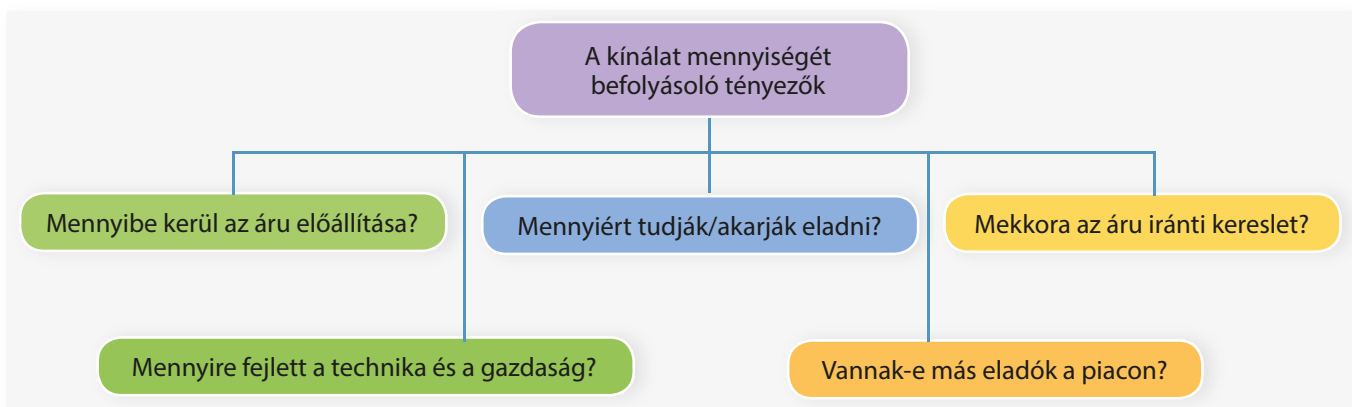 A kínálat mennyiségét
befolyásoló tényezők
Mennyibe kerül az áru előállítása?
Mennyiért tudják/akarják eladni?
Mekkora az áru iránti kereslet?
Mennyire fejlett a technika és a gazdaság?
Vannak-e más eladók a piacon?